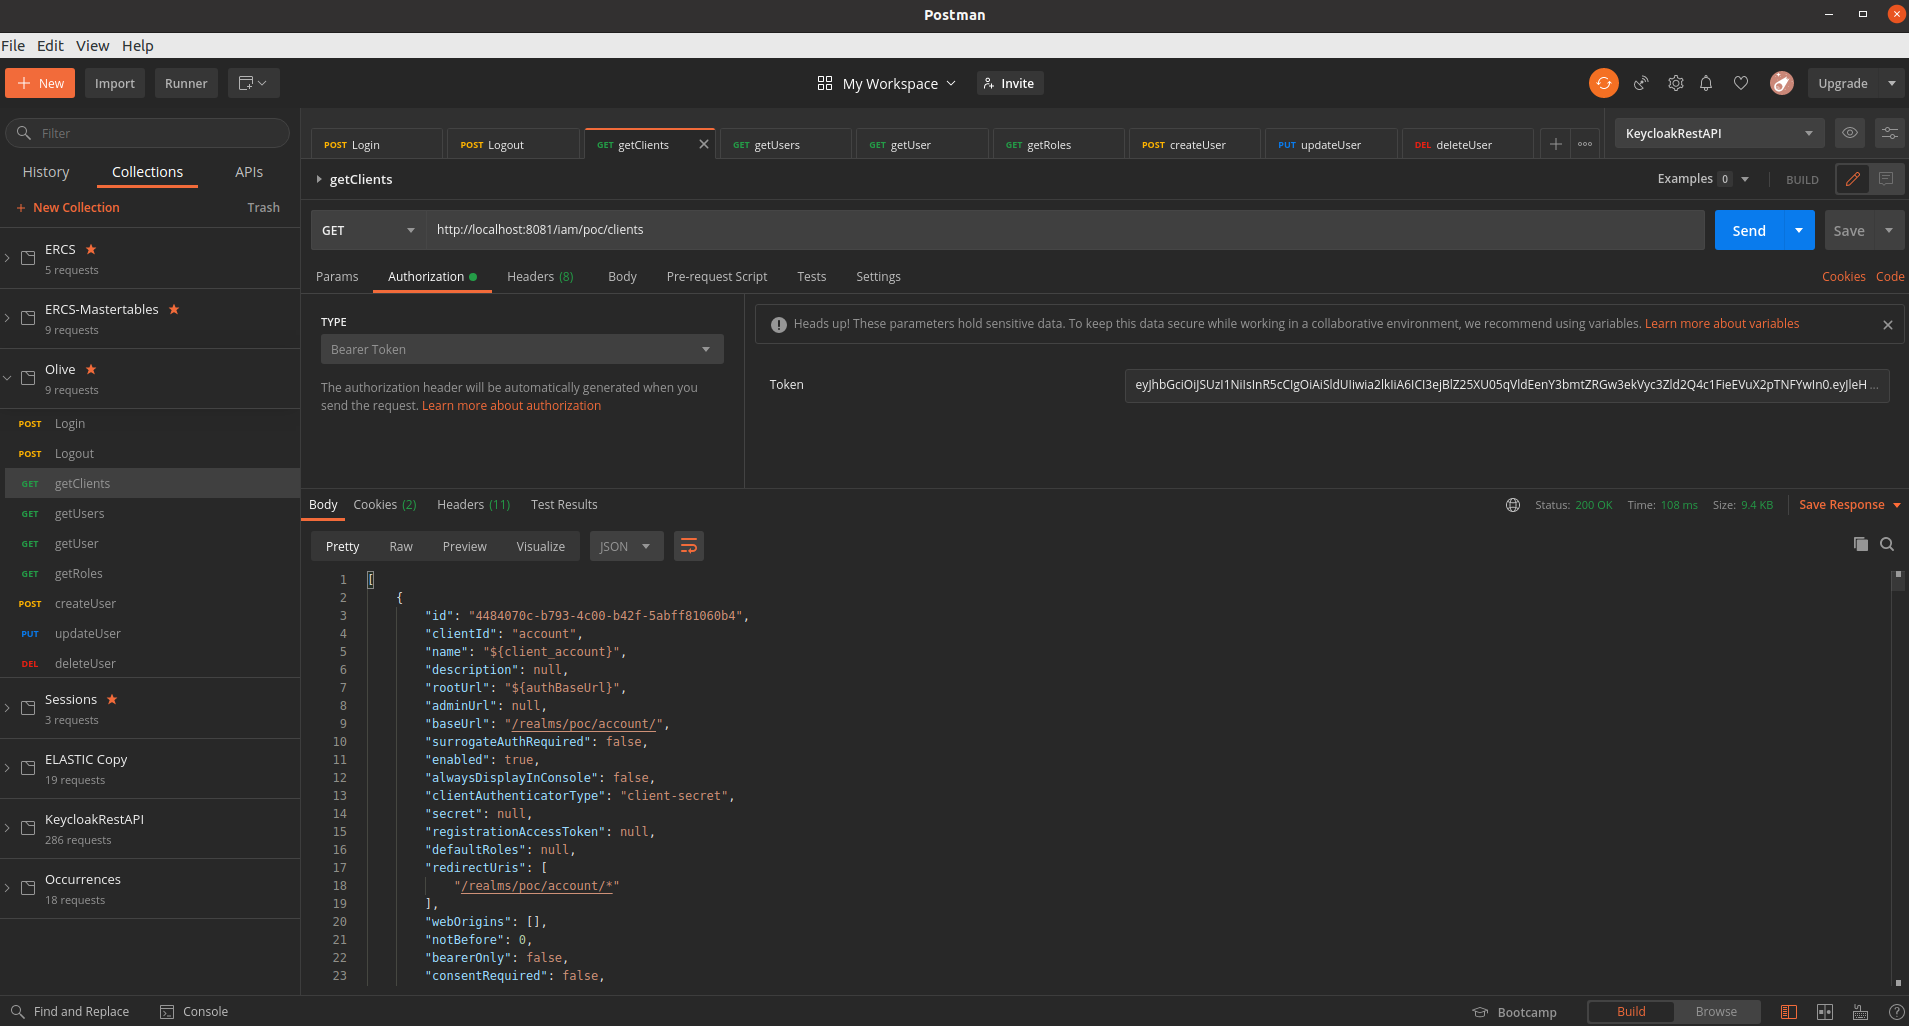 Postman
File Edit View Help
New Import Runner My Workspace Invite Upgrade
Filter
History Collections APIs
New Collection Trash
ERCS
5 requests
ERCS-Mastertables
9 requests
Olive
9 requests
POST Login
POST Logout
GET getClients
GET getUsers
GET getUser
GET getRoles
POST createUser
PUT updateUser
DEL deleteUser
Sessions
3 requests
ELASTIC Copy
19 requests
KeycloakRestAPI
286 requests
Occurrences
18 requests
POST Login POST Logout GET getClients GET getUsers GET getUser GET getRoles POST createUser PUT updateUser DEL deleteUser
KeycloakRestAPI
getClients Examples 0 BUILD
GET http://localhost:8081/iam/poc/clients Send Save
Params Authorization Headers (8) Body Pre-request Script Tests Settings Cookies Code
TYPE
Bearer Token
The authorization header will be automatically generated when you
send the request. Learn more about authorization
Heads up! These parameters hold sensitive data. To keep this data secure while working in a collaborative environment, we recommend using variables. Learn more about variables
Token
Body Cookies (2) Headers (11) Test Results Status: 200 OK Time: 108 ms Size: 9.4 KB Save Response
Pretty Raw Preview Visualize JSON
1 [
2 {
3 "id": "4484070c-b793-4c00-b42f-5abff81060b4",
4 "clientId": "account",
5 "name": "${client_account}",
6 "description": null,
7 "rootUrl": "${authBaseUrl}",
8 "adminUrl": null,
9 "baseUrl": "/realms/poc/account/",
10 "surrogateAuthRequired": false,
11 "enabled": true,
12 "alwaysDisplayInConsole": false,
13 "clientAuthenticatorType": "client-secret",
14 "secret": null,
15 "registrationAccessToken": null,
16 "defaultRoles": null,
17 "redirectUris": [
18 "/realms/poc/account/*"
19 ],
20 "webOrigins": [],
21 "notBefore": 0,
22 "bearerOnly": false,
23 "consentRequired": false,
Find and Replace Console Bootcamp Build Browse